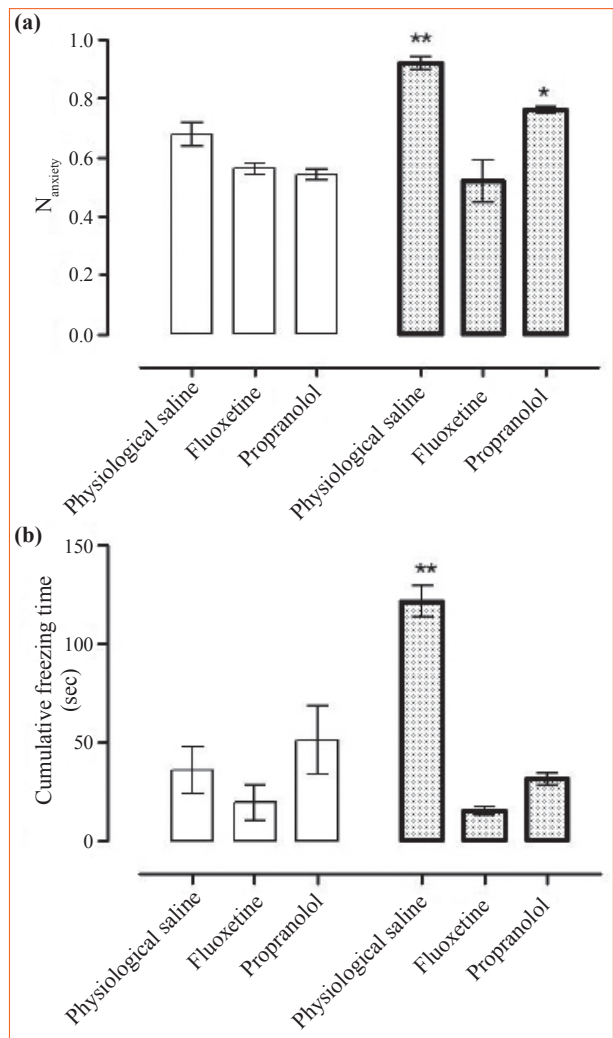 (a)
**
*
1.0
0.8
0.6
0.4
0.2
0.0
N_anxiety
Physiological saline
Fluoxetine
Propranolol
Physiological saline
Fluoxetine
Propranolol
(b)
**
150
100
50
0
Cumulative freezing time
(sec)
Physiological saline
Fluoxetine
Propranolol
Physiological saline
Fluoxetine
Propranolol